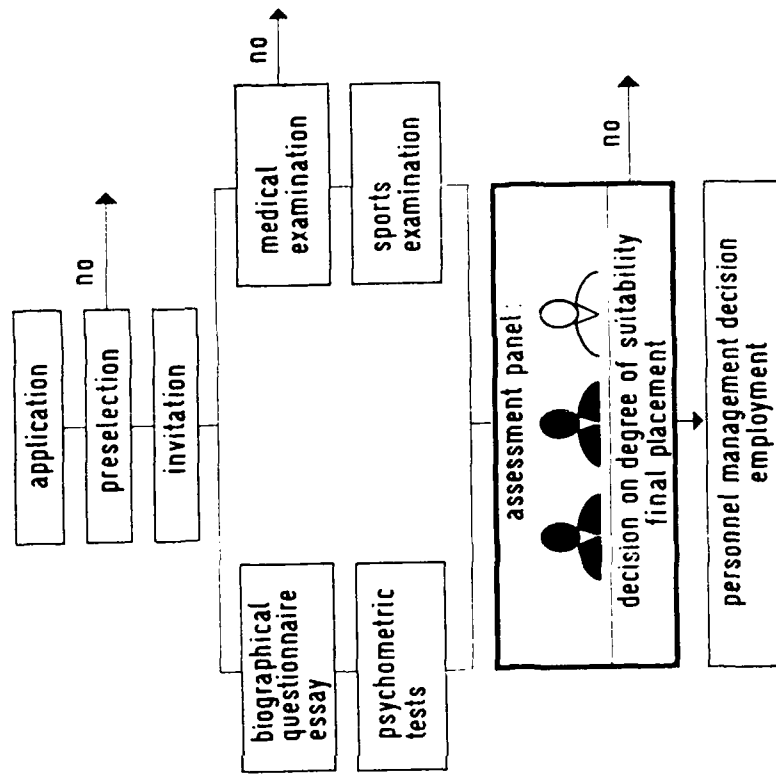 application
preselection
no
invitation
biographical
questionnaire
essay
psychometric
tests
medical
examination
no
sports
examination
assessment panel:
decision on degree of suitability
final placement
no
personnel management decision
employment